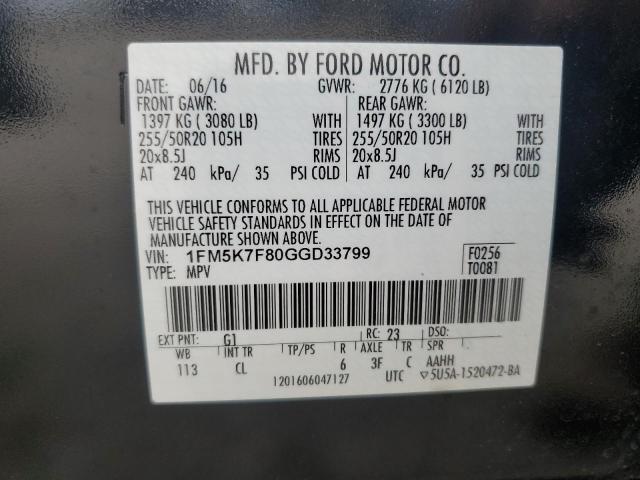 MFD. BY FORD MOTOR CO.
DATE: 06/16 GVWR: 2776 KG ( 6120 LB)
FRONT GAWR: REAR GAWR:
1397 KG ( 3080 LB) WITH 1497 KG ( 3300 LB) WITH
255/50R20 105H TIRES 255/50R20 105H TIRES
20x8.5J RIMS 20x8.5J RIMS
AT 240 kPa/ 35 PSI COLD AT 240 kPa/ 35 PSI COLD
THIS VEHICLE CONFORMS TO ALL APPLICABLE FEDERAL MOTOR
VEHICLE SAFETY STANDARDS IN EFFECT ON THE DATE OF
MANUFACTURE SHOWN ABOVE.
VIN: 1FM5K7F80GGD33799 F0256
TYPE: MPV T0081
EXT PNT: G1 RC: 23 DSO:
WB INT TR TP/PS R AXLE TR SPR
113 CL 6 3F C AAHH
1201606047127 UTC ▽5U5A-1520472-BA